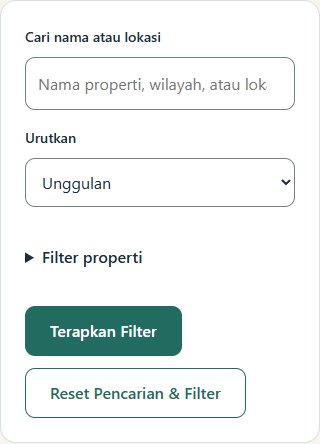 Cari nama atau lokasi
Nama properti, wilayah, atau lok
Urutkan
Unggulan
Filter properti
Terapkan Filter
Reset Pencarian & Filter